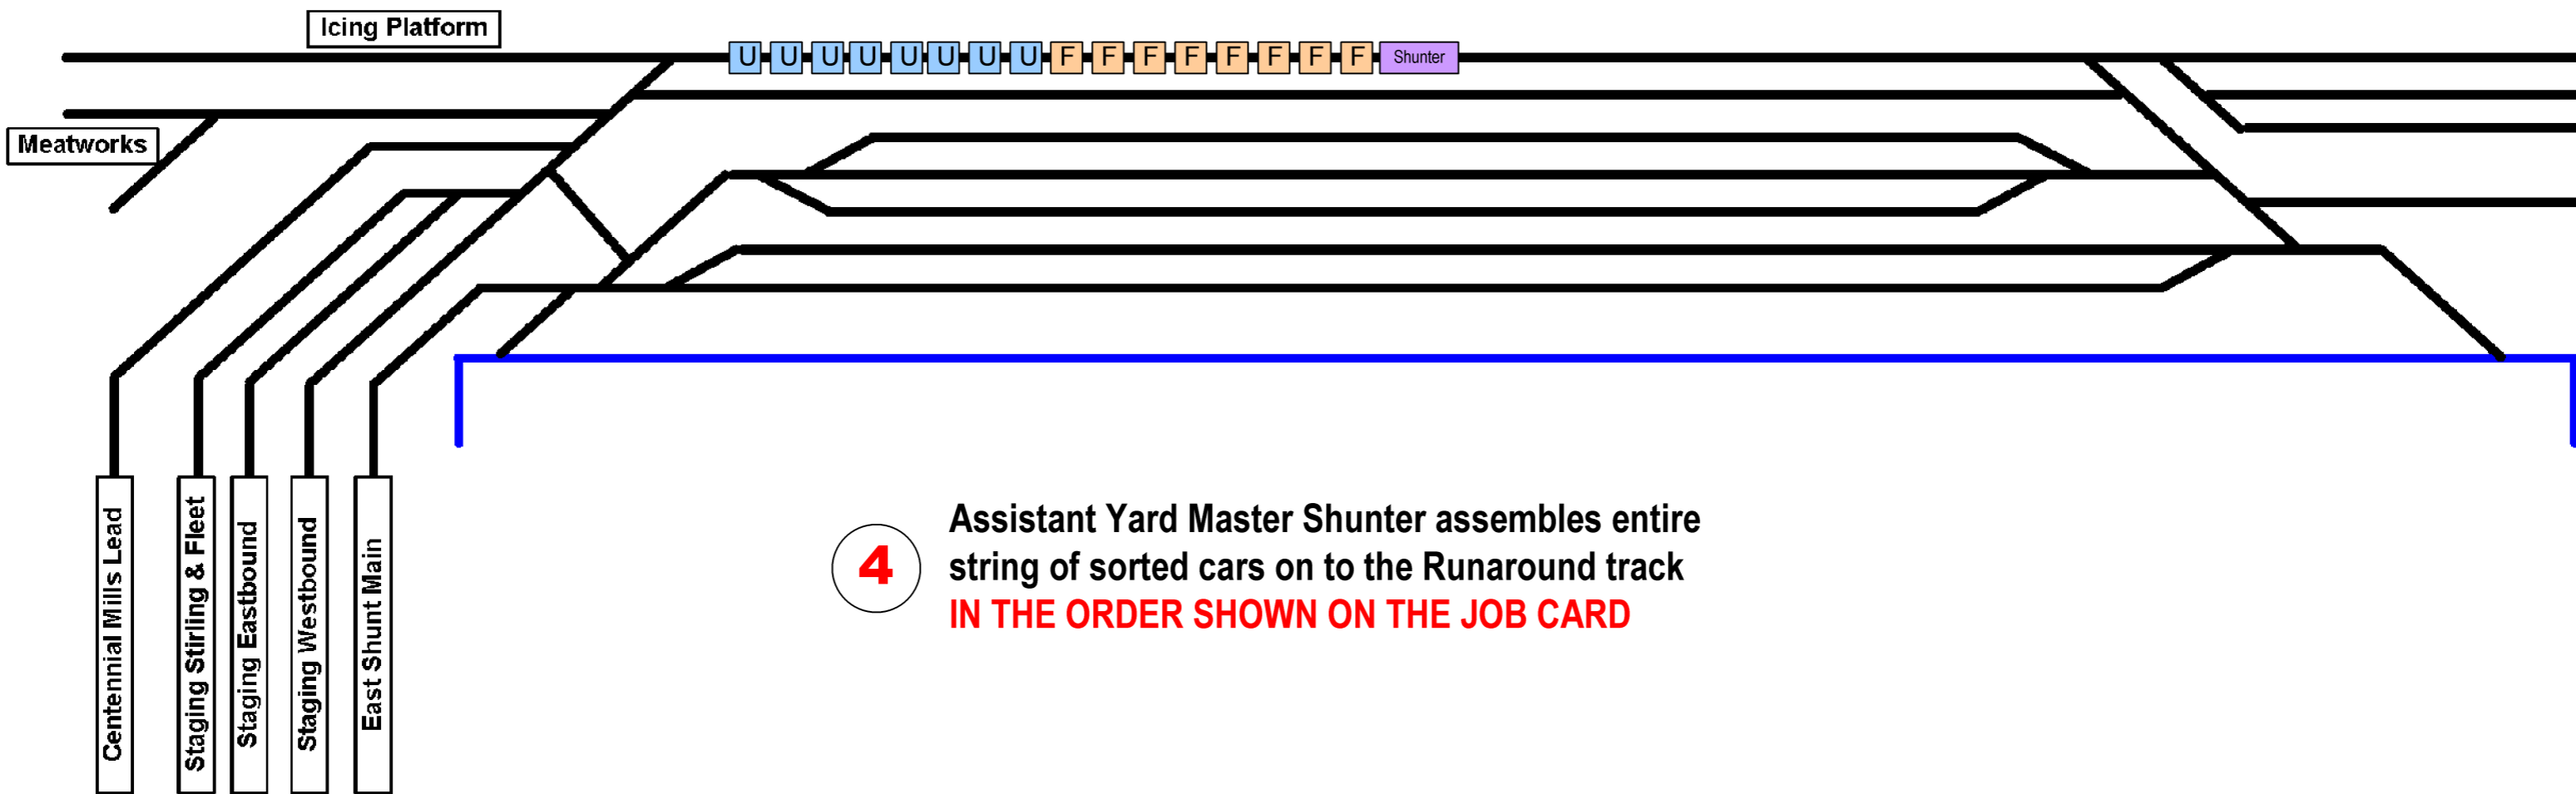 Icing Platform
U U U U U U U U F F F F F F F F Shunter
Meatworks
Centennial Mills Lead
Staging Stirling & Fleet
Staging Eastbound
Staging Westbound
East Shunt Main
4
Assistant Yard Master Shunter assembles entire
string of sorted cars on to the Runaround track
IN THE ORDER SHOWN ON THE JOB CARD